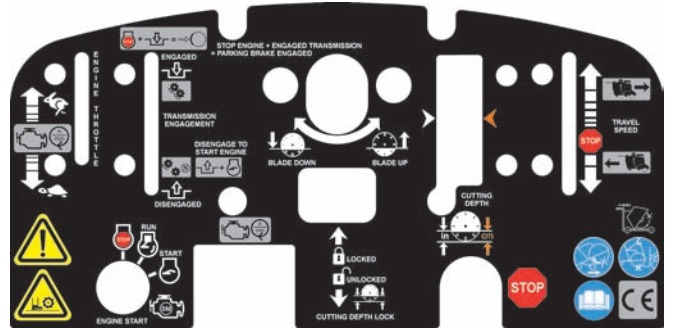 STOP
STOP ENGINE + ENGAGED TRANSMISSION
= PARKING BRAKE ENGAGED
ENGINE THROTTLE
ENGAGED
TRANSMISSION
ENGAGEMENT
DISENGAGE TO
START ENGINE
DISENGAGED
BLADE DOWN
BLADE UP
TRAVEL
SPEED
STOP
CUTTING
DEPTH
in
cm
RUN
STOP
START
ENGINE START
SM
LOCKED
UNLOCKED
CUTTING DEPTH LOCK
STOP
CE